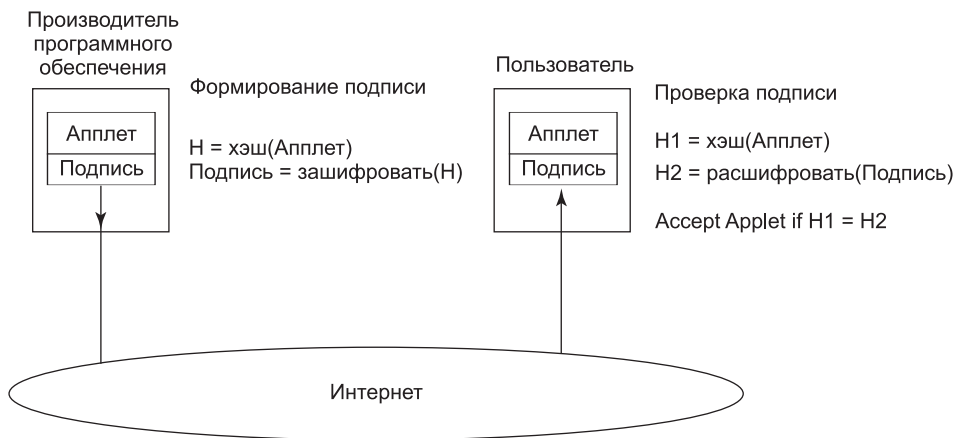 Производитель
программного
обеспечения
Формирование подписи
Апплет
Подпись
H = хэш(Апплет)
Подпись = зашифровать(H)
Пользователь
Проверка подписи
Апплет
Подпись
H1 = хэш(Апплет)
H2 = расшифровать(Подпись)
Accept Applet if H1 = H2
Интернет